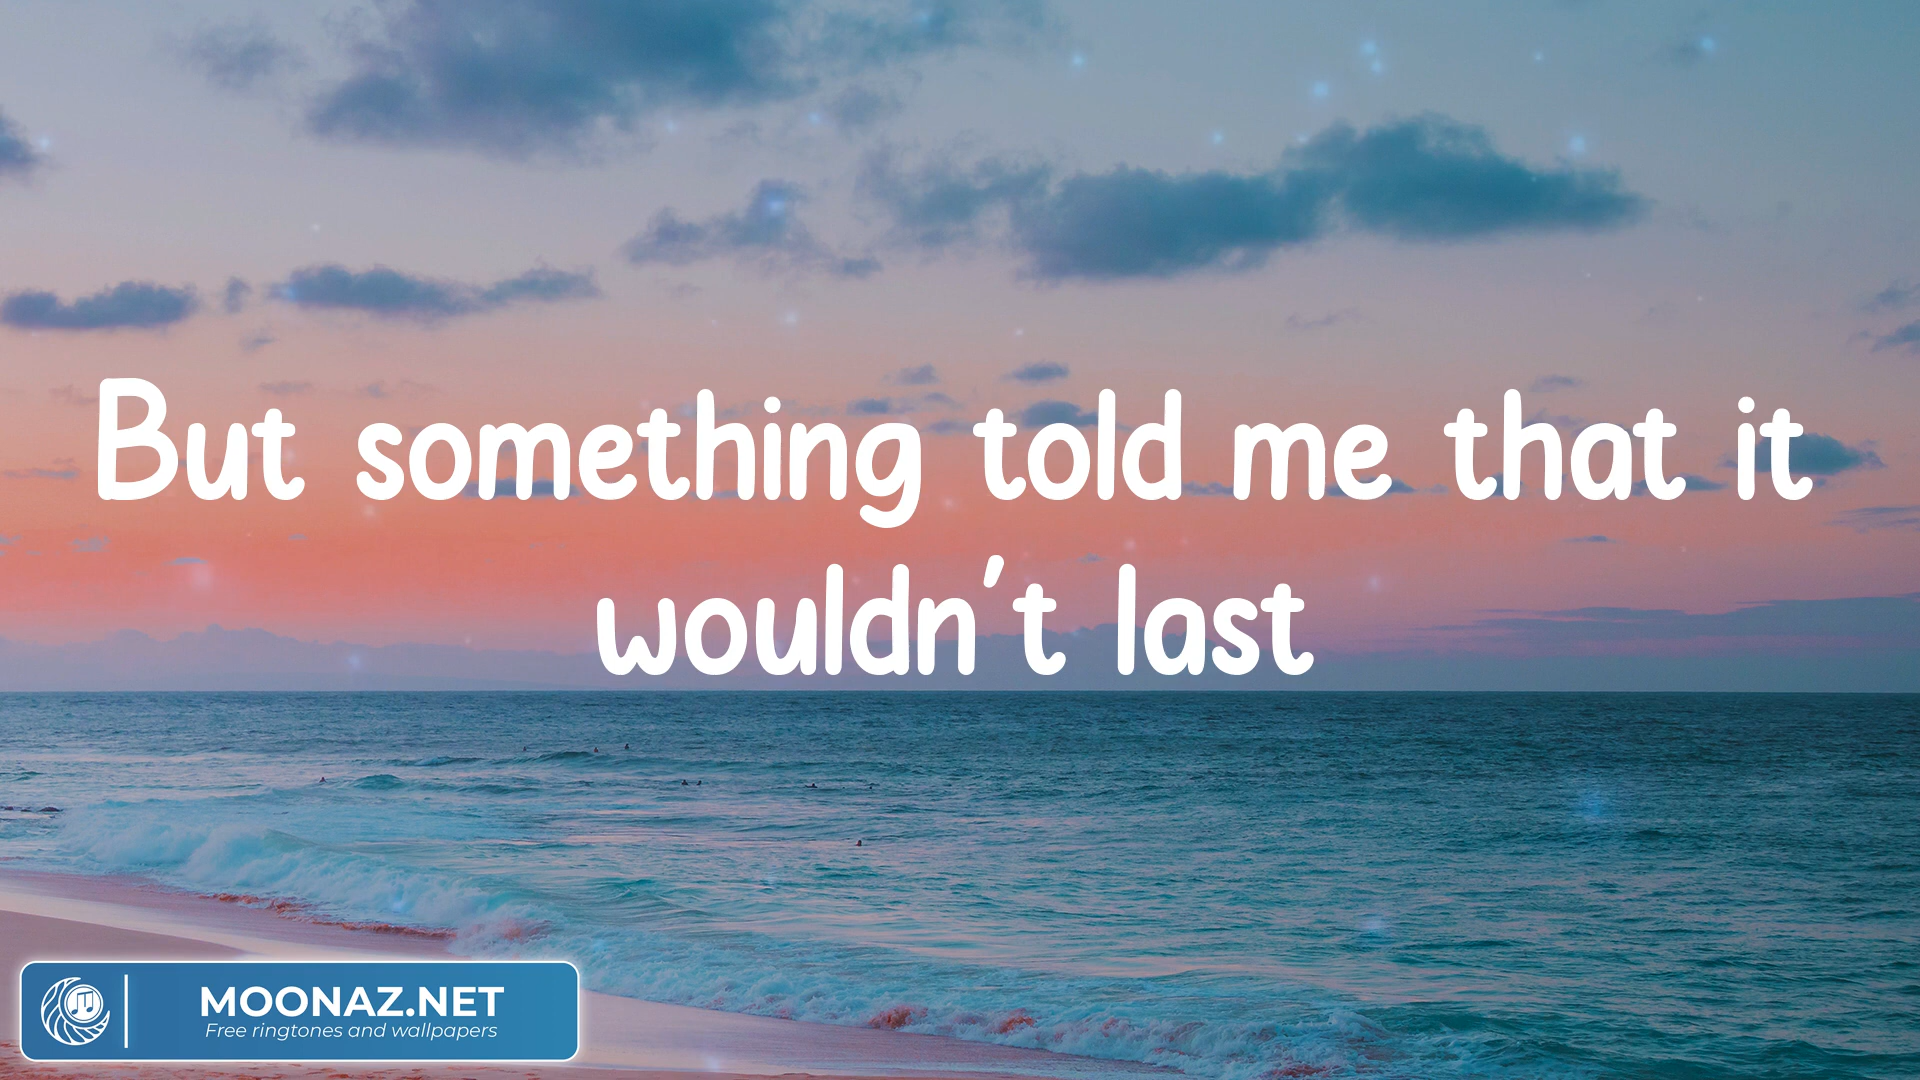 But something told me that it
wouldn't last
MOONAZ.NET
Free ringtones and wallpapers